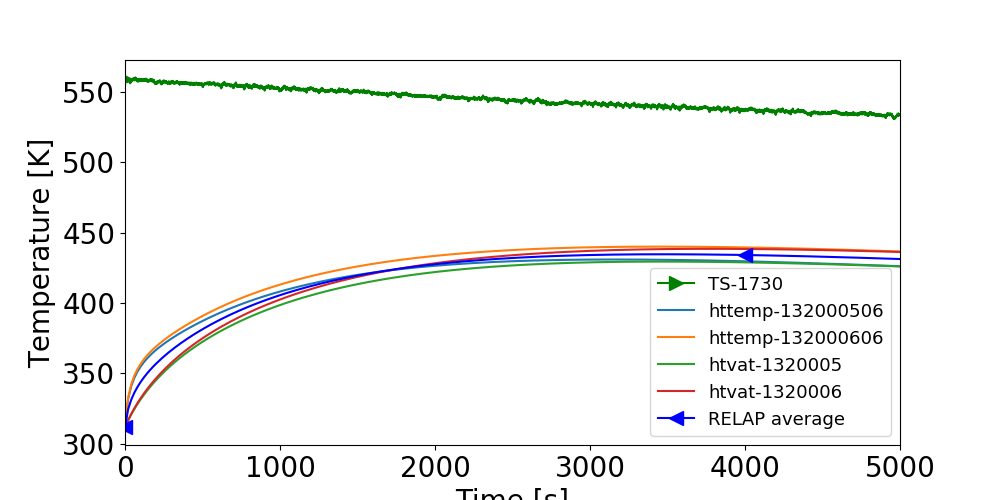 Temperature [K]
550
500
450
400
350
300
0 1000 2000 3000 4000 5000
Time [s]
TS-1730
httemp-132000506
httemp-132000606
htvat-1320005
htvat-1320006
RELAP average